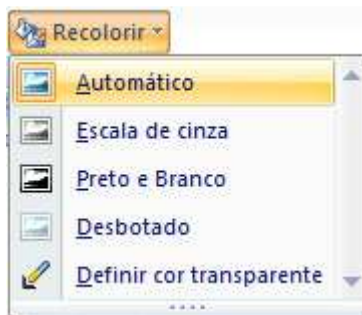 Recolorir
Automático
Escala de cinza
Preto e Branco
Desbotado
Definir cor transparente